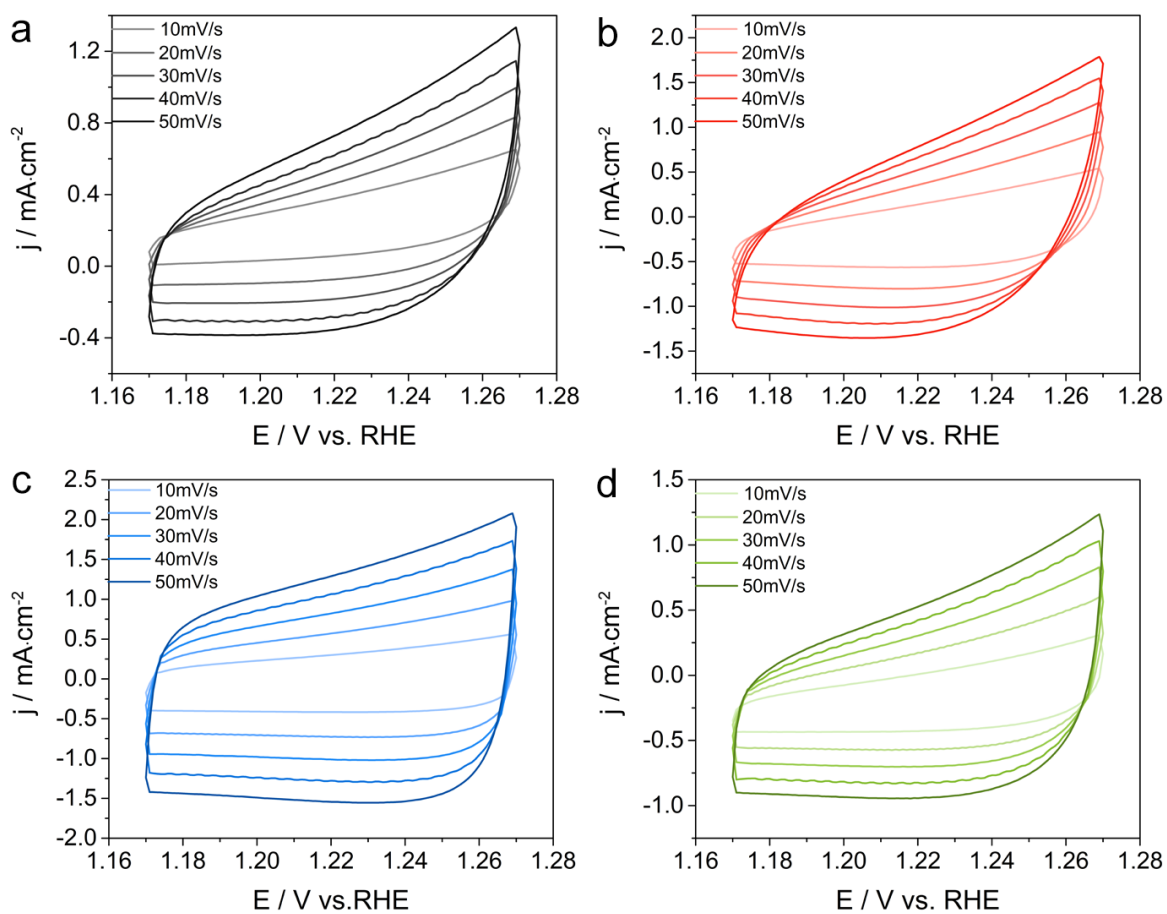 a
10mV/s
20mV/s
30mV/s
40mV/s
50mV/s
1.2
0.8
0.4
0.0
-0.4
j / mA·cm-2
1.16 1.18 1.20 1.22 1.24 1.26 1.28
E / V vs. RHE
b
10mV/s
20mV/s
30mV/s
40mV/s
50mV/s
2.0
1.5
1.0
0.5
0.0
-0.5
-1.0
-1.5
j / mA·cm-2
1.16 1.18 1.20 1.22 1.24 1.26 1.28
E / V vs. RHE
c
10mV/s
20mV/s
30mV/s
40mV/s
50mV/s
2.5
2.0
1.5
1.0
0.5
0.0
-0.5
-1.0
-1.5
-2.0
j / mA·cm-2
1.16 1.18 1.20 1.22 1.24 1.26 1.28
E / V vs.RHE
d
10mV/s
20mV/s
30mV/s
40mV/s
50mV/s
1.5
1.0
0.5
0.0
-0.5
-1.0
j / mA·cm-2
1.16 1.18 1.20 1.22 1.24 1.26 1.28
E / V vs. RHE